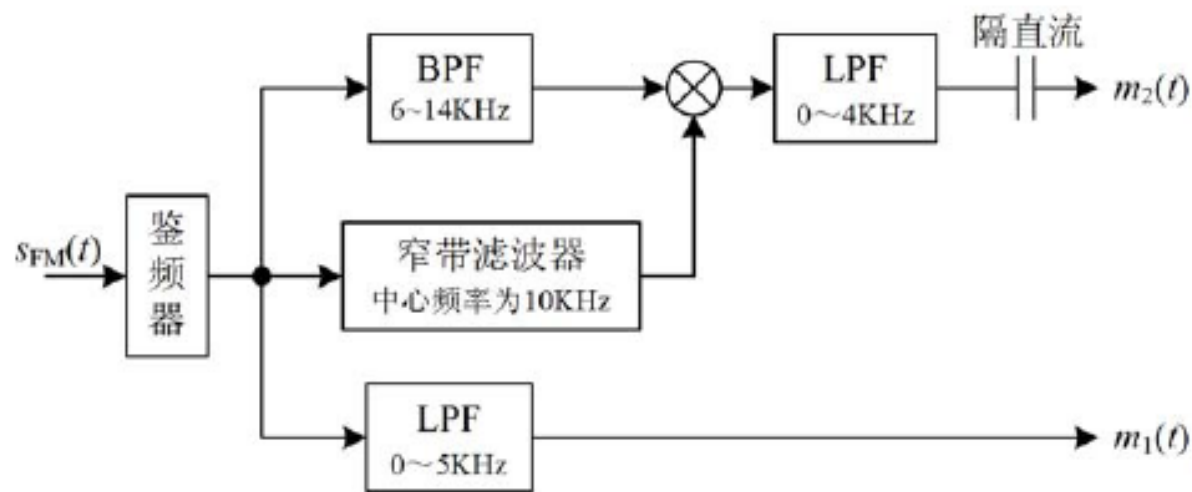 隔直流
BPF
6~14KHz
LPF
0～4KHz
m₂(t)
鉴频器
s_FM(t)
窄带滤波器
中心频率为10KHz
LPF
0～5KHz
m₁(t)